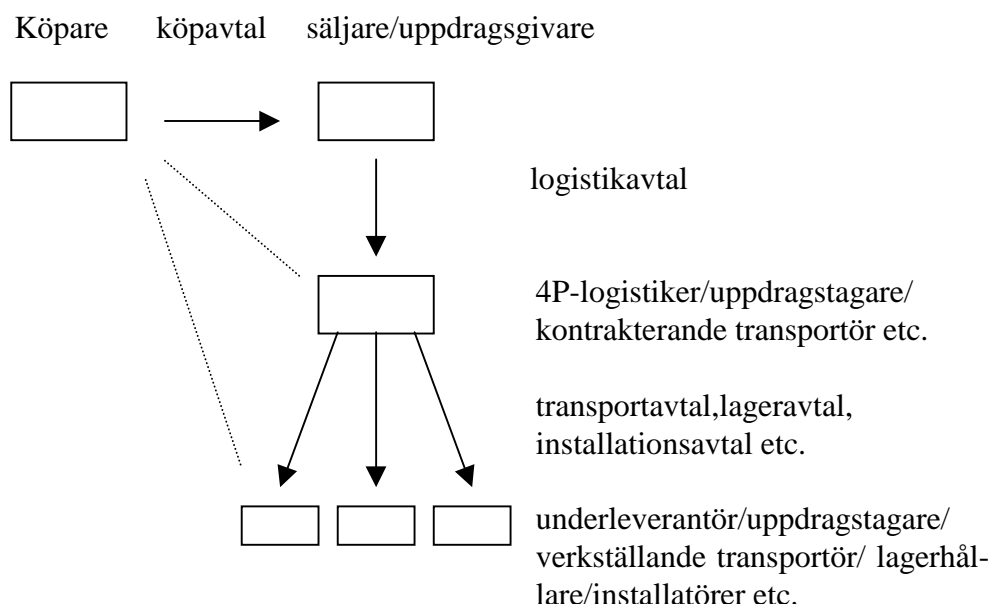 Köpare köpavtal säljare/uppdragsgivare
logistikavtal
4P-logistiker/uppdragstagare/
kontrakterande transportör etc.
transportavtal,lageravtal,
installationsavtal etc.
underleverantör/uppdragstagare/
verkställande transportör/ lagerhål-
lare/installatörer etc.